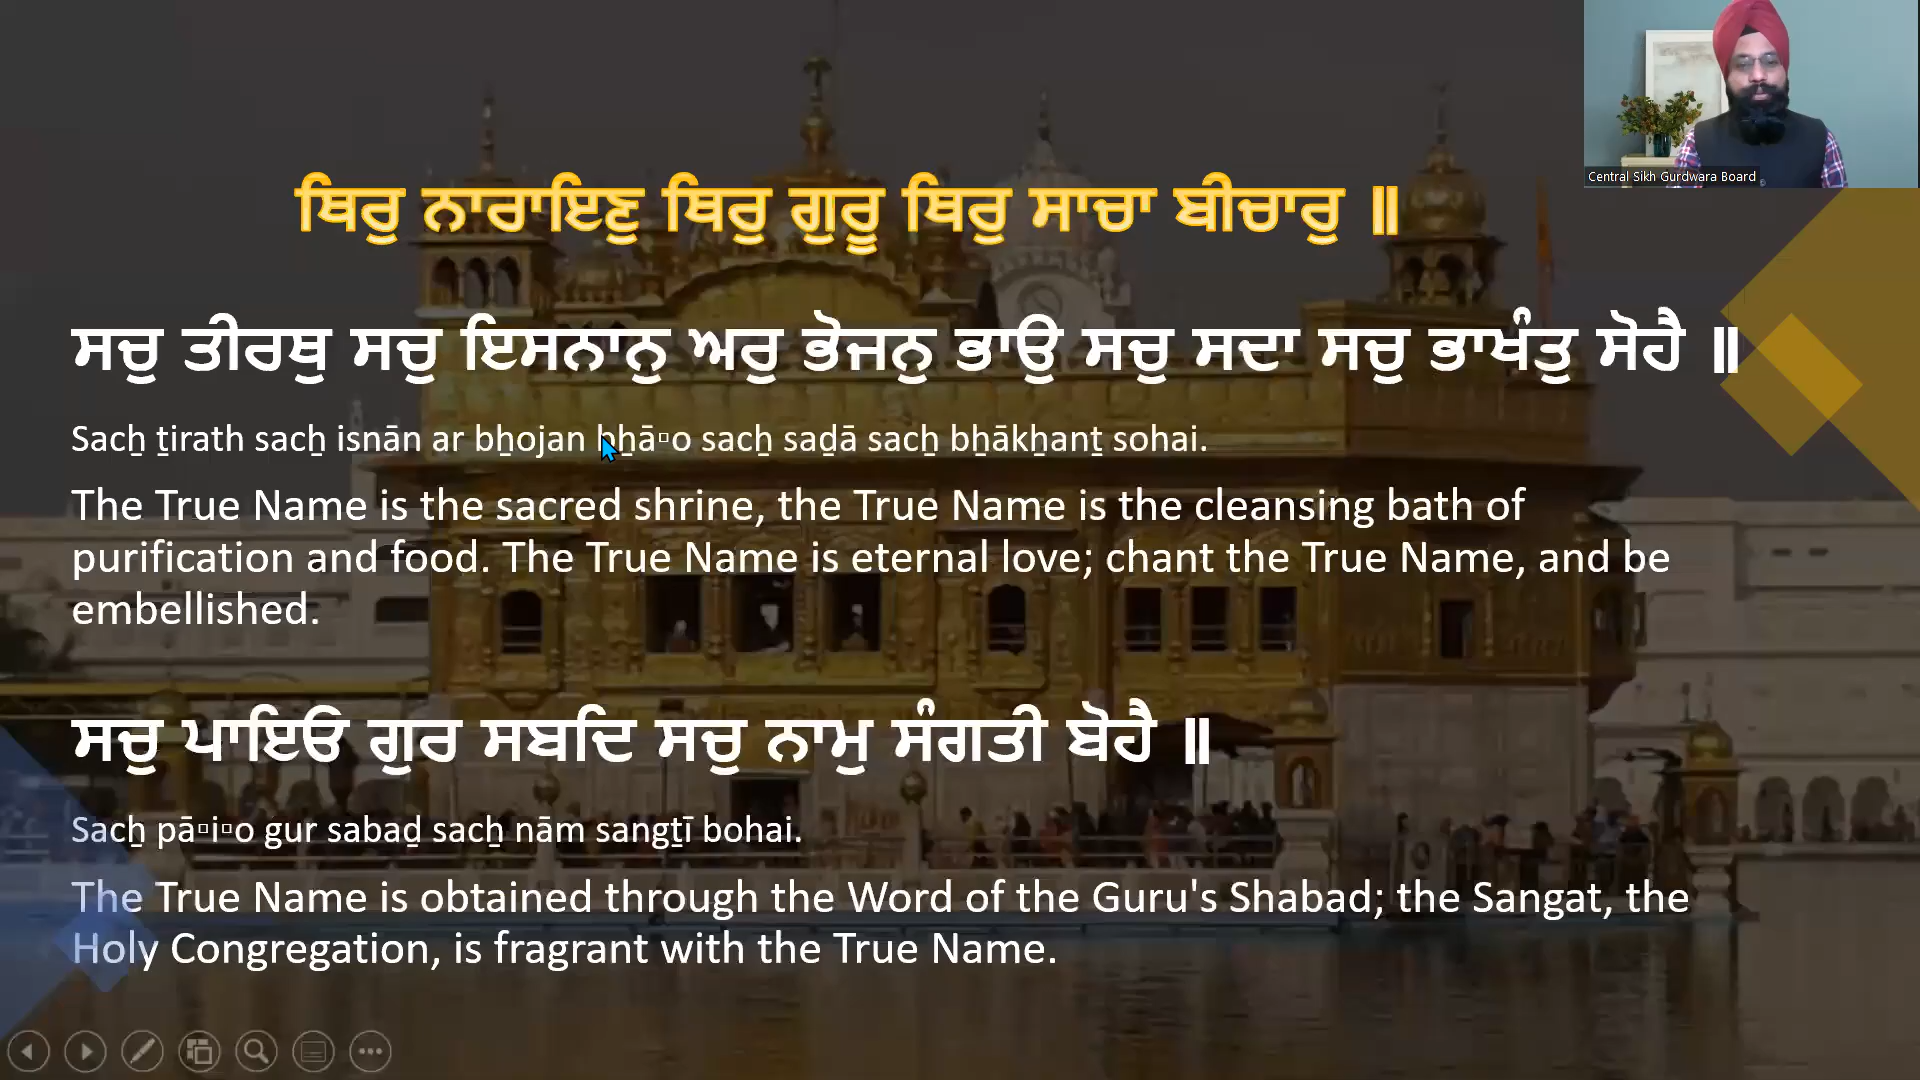 Central Sikh Gurdwara Board
ਥਿਰੁ ਨਾਰਾਇਣੁ ਥਿਰੁ ਗੁਰੂ ਥਿਰੁ ਸਾਚਾ ਬੀਚਾਰੁ ॥
ਸਚੁ ਤੀਰਥੁ ਸਚੁ ਇਸਨਾਨੁ ਅਰੁ ਭੋਜਨੁ ਭਾਉ ਸਚੁ ਸਦਾ ਸਚੁ ਭਾਖੰਤੁ ਸੋਹੈ ॥
Sacẖ ṯirath sacẖ isnān ar bẖojan bẖā▫o sacẖ saḏā sacẖ bẖākẖanṯ sohai.
The True Name is the sacred shrine, the True Name is the cleansing bath of
purification and food. The True Name is eternal love; chant the True Name, and be
embellished.
ਸਚੁ ਪਾਇਓ ਗੁਰ ਸਬਦਿ ਸਚੁ ਨਾਮੁ ਸੰਗਤੀ ਬੋਹੈ ॥
Sacẖ pā▫i▫o gur sabaḏ sacẖ nām sangṯī bohai.
The True Name is obtained through the Word of the Guru's Shabad; the Sangat, the
Holy Congregation, is fragrant with the True Name.